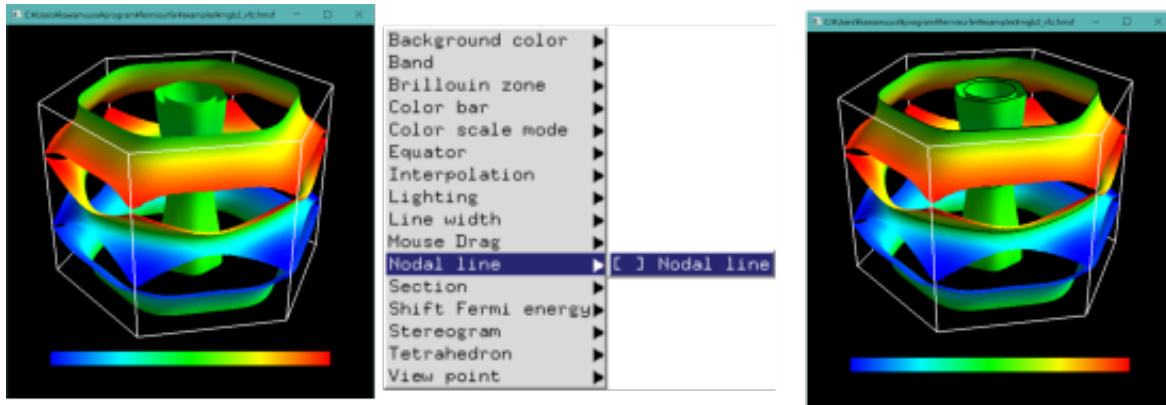 Background color
Band
Brillouin zone
Color bar
Color scale mode
Equator
Interpolation
Lighting
Line width
Mouse Drag
Nodal line
[ ] Nodal line
Section
Shift Fermi energy
Stereogram
Tetrahedron
View point